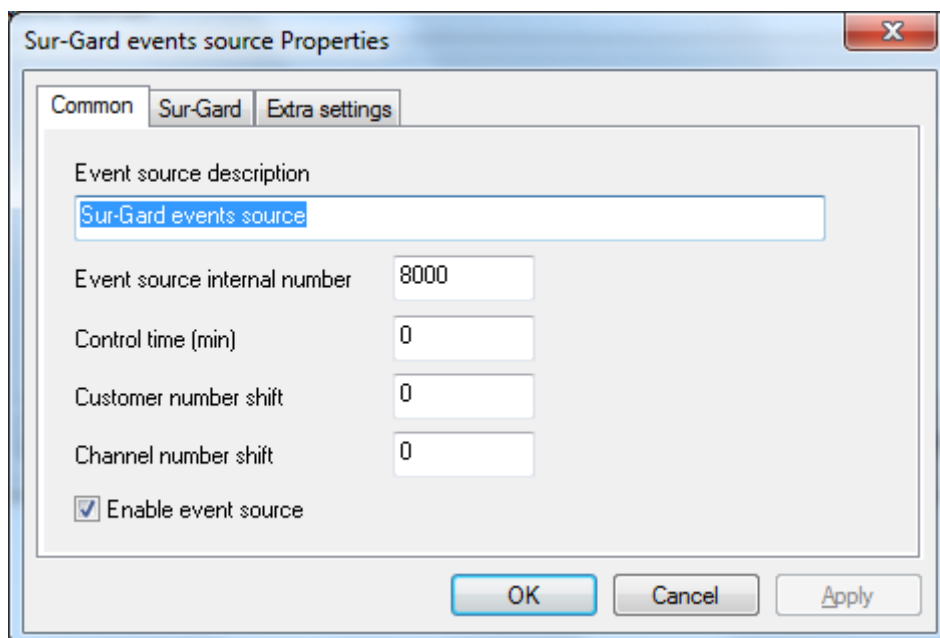 Sur-Gard events source Properties
Common Sur-Gard Extra settings
Event source description
Sur-Gard events source
Event source internal number 8000
Control time (min) 0
Customer number shift 0
Channel number shift 0
Enable event source
OK Cancel Apply